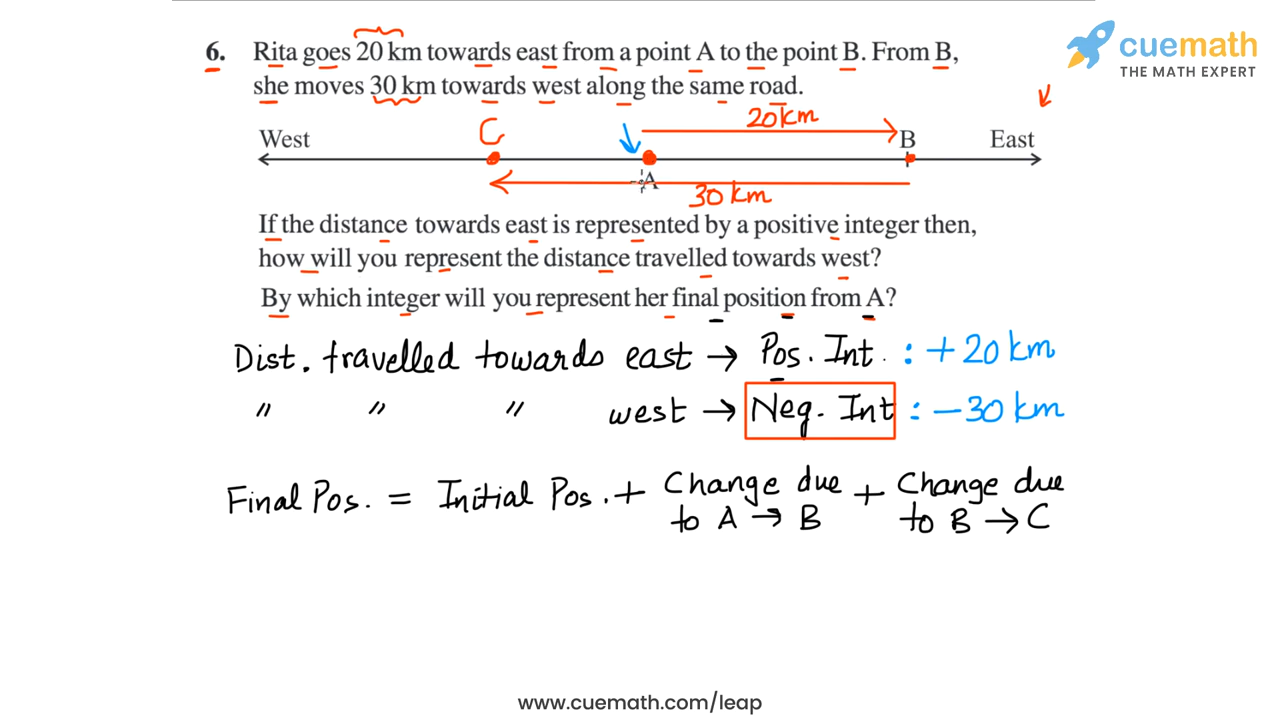 cuemath
THE MATH EXPERT
6. Rita goes 20 km towards east from a point A to the point B. From B,
she moves 30 km towards west along the same road.
20 km
C
West B East
A
30 km
If the distance towards east is represented by a positive integer then,
how will you represent the distance travelled towards west?
By which integer will you represent her final position from A?
Dist. travelled towards east → Pos. Int. : +20 km
" " " west → Neg. Int : -30 km
Final Pos. = Initial Pos. + Change due to A → B + Change due to B → C
www.cuemath.com/leap